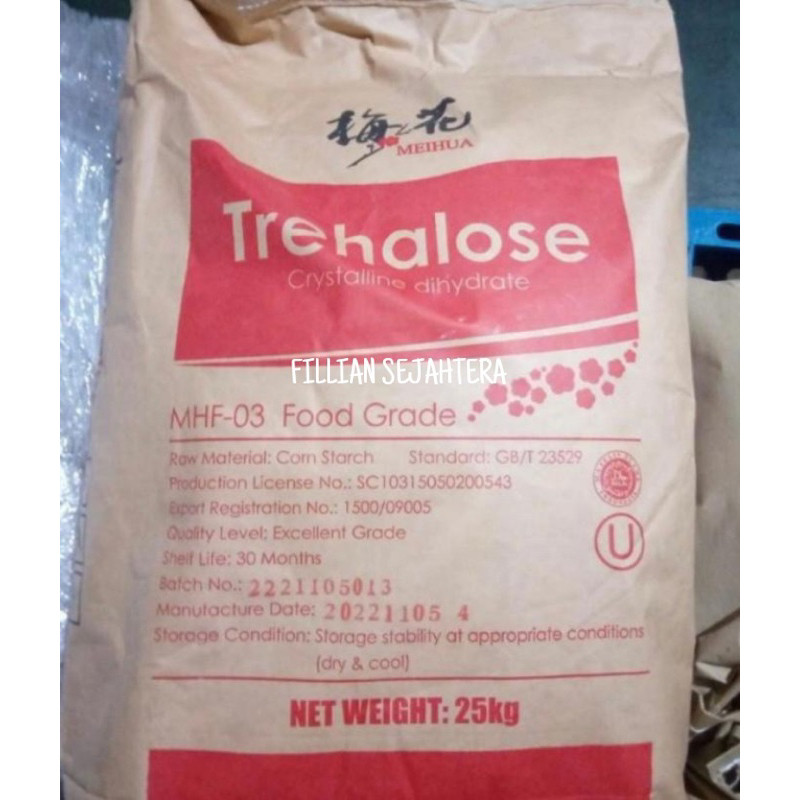 梅花
MEIHUA
Trehalose
Crystalline dihydrate
FILLIAN SEJAHTERA
MHF-03 Food Grade
Raw Material: Corn Starch Standard: GB/T 23529
Production License No.: SC10315050200543
Export Registration No.: 1500/09005
Quality Level: Excellent Grade
Shelf Life: 30 Months
Batch No.: 2221105013
Manufacture Date: 20221105 4
Storage Condition: Storage stability at appropriate conditions
(dry & cool)
U
NET WEIGHT: 25kg